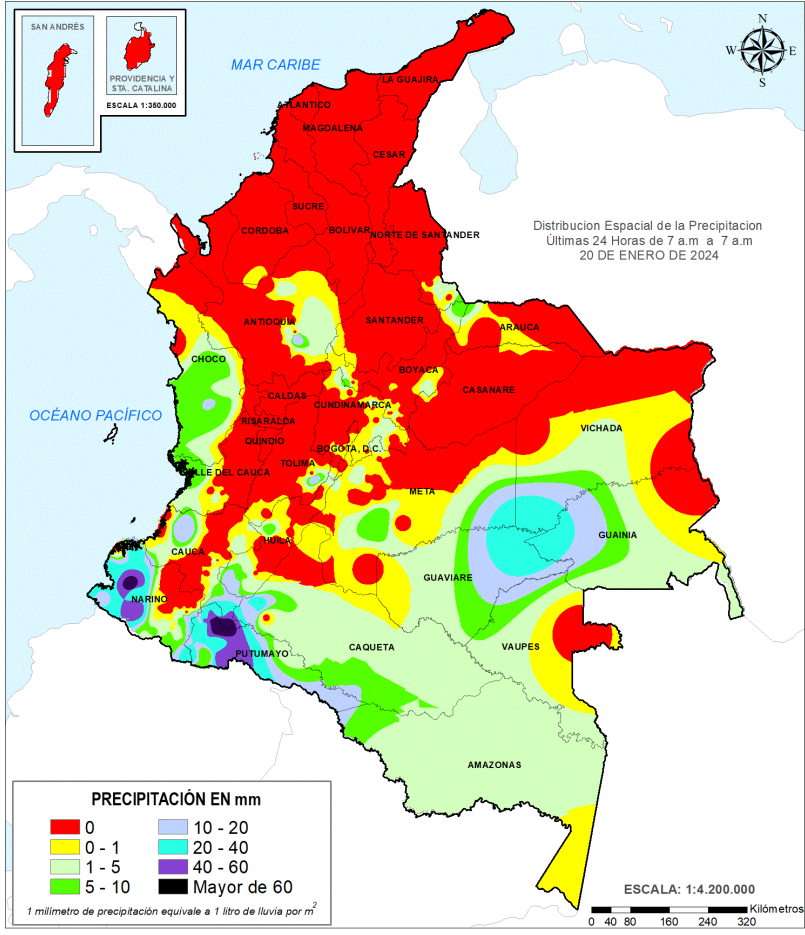 SAN ANDRÉS
PROVIDENCIA Y
STA. CATALINA
ESCALA 1:350.000
MAR CARIBE
N
W
E
S
LA GUAJIRA
ATLANTICO
MAGDALENA
CESAR
SUCRE
CORDOBA
BOLIVAR
NORTE DE SANTANDER
Distribucion Espacial de la Precipitacion
Últimas 24 Horas de 7 a.m a 7 a.m
20 DE ENERO DE 2024
ANTIOQUIA
SANTANDER
ARAUCA
CHOCO
BOYACA
CASANARE
CALDAS
CUNDINAMARCA
OCÉANO PACÍFICO
RISARALDA
VICHADA
QUINDIO
BOGOTA, D.C.
TOLIMA
VALLE DEL CAUCA
META
GUAINIA
HUILA
CAUCA
GUAVIARE
NARIÑO
CAQUETA
VAUPES
PUTUMAYO
AMAZONAS
PRECIPITACIÓN EN mm
0
10 - 20
0 - 1
20 - 40
1 - 5
40 - 60
5 - 10
Mayor de 60
1 milímetro de precipitación equivale a 1 litro de lluvia por m2
ESCALA: 1:4.200.000
Kilómetros
0 40 80 160 240 320